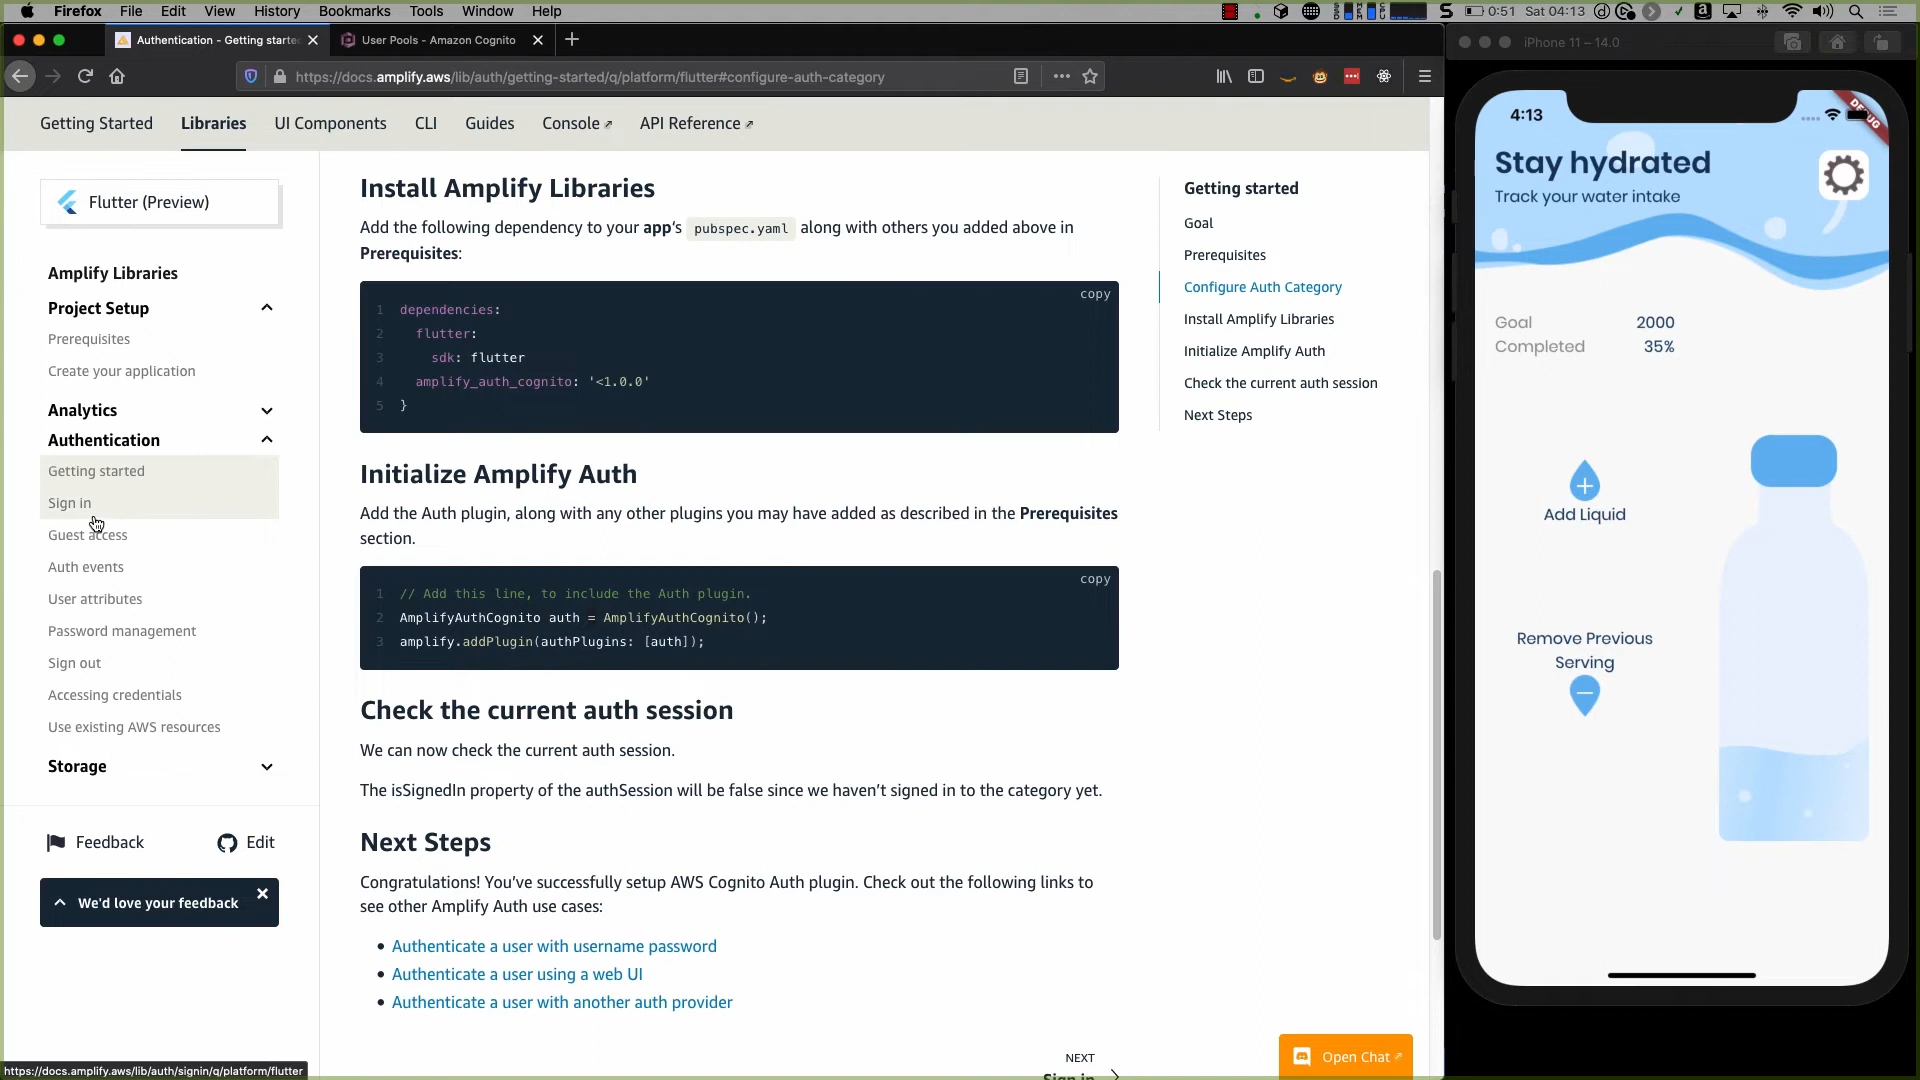 Firefox File Edit View History Bookmarks Tools Window Help
0:51 Sat 04:13
Authentication - Getting starte
User Pools - Amazon Cognito
iPhone 11 – 14.0
https://docs.amplify.aws/lib/auth/getting-started/q/platform/flutter#configure-auth-category
Getting Started Libraries UI Components CLI Guides Console API Reference
Flutter (Preview)
Amplify Libraries
Project Setup
Prerequisites
Create your application
Analytics
Authentication
Getting started
Sign in
Guest access
Auth events
User attributes
Password management
Sign out
Accessing credentials
Use existing AWS resources
Storage
Feedback
Edit
We'd love your feedback
https://docs.amplify.aws/lib/auth/signin/q/platform/flutter
Install Amplify Libraries
Add the following dependency to your app's pubspec.yaml along with others you added above in
Prerequisites:
copy
1 dependencies:
2 flutter:
3 sdk: flutter
4 amplify_auth_cognito: '<1.0.0'
5 }
Initialize Amplify Auth
Add the Auth plugin, along with any other plugins you may have added as described in the Prerequisites
section.
copy
1 // Add this line, to include the Auth plugin.
2 AmplifyAuthCognito auth = AmplifyAuthCognito();
3 amplify.addPlugin(authPlugins: [auth]);
Check the current auth session
We can now check the current auth session.
The isSignedIn property of the authSession will be false since we haven't signed in to the category yet.
Next Steps
Congratulations! You've successfully setup AWS Cognito Auth plugin. Check out the following links to
see other Amplify Auth use cases:
Authenticate a user with username password
Authenticate a user using a web UI
Authenticate a user with another auth provider
NEXT
Sign in
Getting started
Goal
Prerequisites
Configure Auth Category
Install Amplify Libraries
Initialize Amplify Auth
Check the current auth session
Next Steps
Open Chat
4:13
DEBUG
Stay hydrated
Track your water intake
Goal 2000
Completed 35%
Add Liquid
Remove Previous
Serving